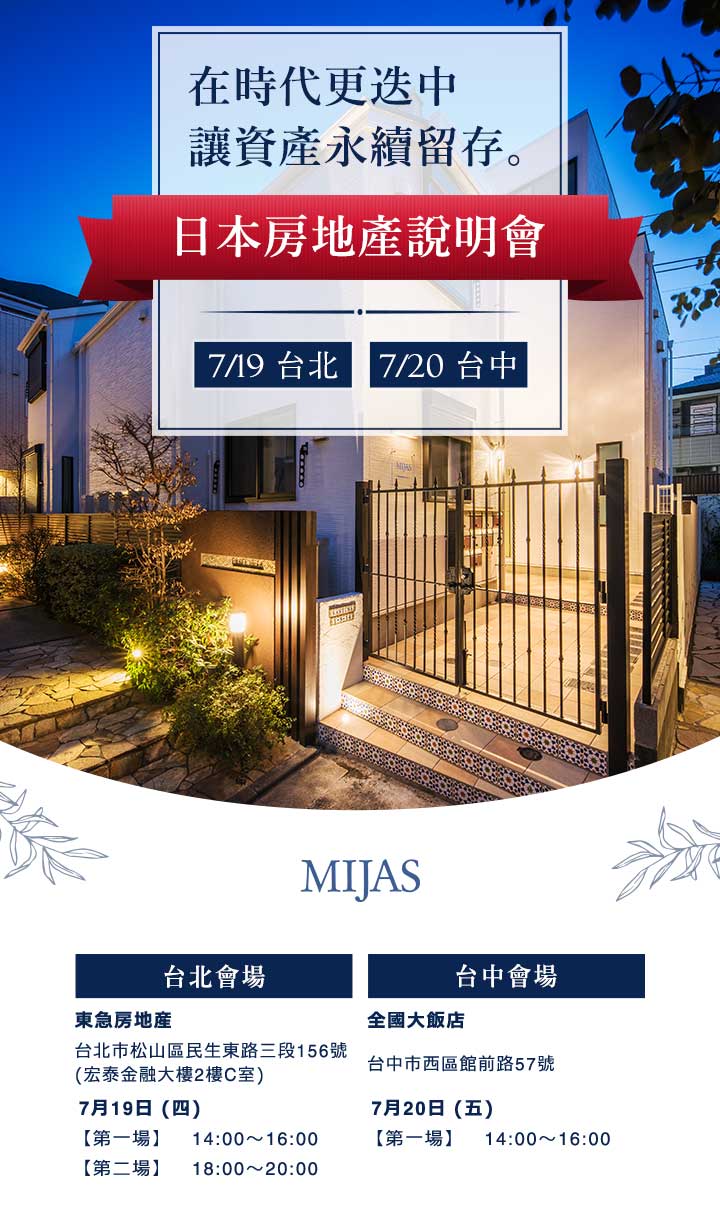 在時代更迭中
讓資產永續留存。
日本房地產說明會
7/19 台北
7/20 台中
MIJAS
MIJAS
台北會場
東急房地產
台北市松山區民生東路三段156號
(宏泰金融大樓2樓C室)
7月19日 (四)
【第一場】 14:00～16:00
【第二場】 18:00～20:00
台中會場
全國大飯店
台中市西區館前路57號
7月20日 (五)
【第一場】 14:00～16:00